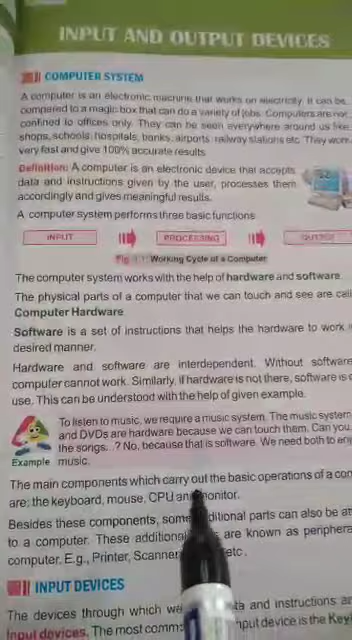 INPUT AND OUTPUT DEVICES
COMPUTER SYSTEM
A computer is an electronic machine that works on electricity. It can be
compared to a magic box that can do a variety of jobs. Computers are not
confined to offices only. They can be seen everywhere around us like
shops, schools, hospitals, banks, airports, railway stations etc. They work
very fast and give 100% accurate results.
Definition: A computer is an electronic device that accepts
data and instructions given by the user, processes them
accordingly and gives meaningful results.
A computer system performs three basic functions
INPUT PROCESSING
Fig 1.1: Working Cycle of a Computer
The computer system works with the help of hardware and software.
The physical parts of a computer that we can touch and see are
Computer Hardware
Software is a set of instructions that helps the hardware to work
desired manner.
Hardware and software are interdependent. Without software
computer cannot work. Similarly, if hardware is not there, software is
use. This can be understood with the help of given example.
To listen to music, we require a music system. The music system
and DVDs are hardware because we can touch them. Can you
the songs...? No, because that is software. We need both to
Example music.
The main components which carry out the basic operations of a
are: the keyboard, mouse, CPU and monitor.
Besides these components, some additional parts can also be
to a computer. These additional are known as
computer. E.g., Printer, Scanner etc.
INPUT DEVICES
The devices through which we and instructions
Input devices. The most input device is the